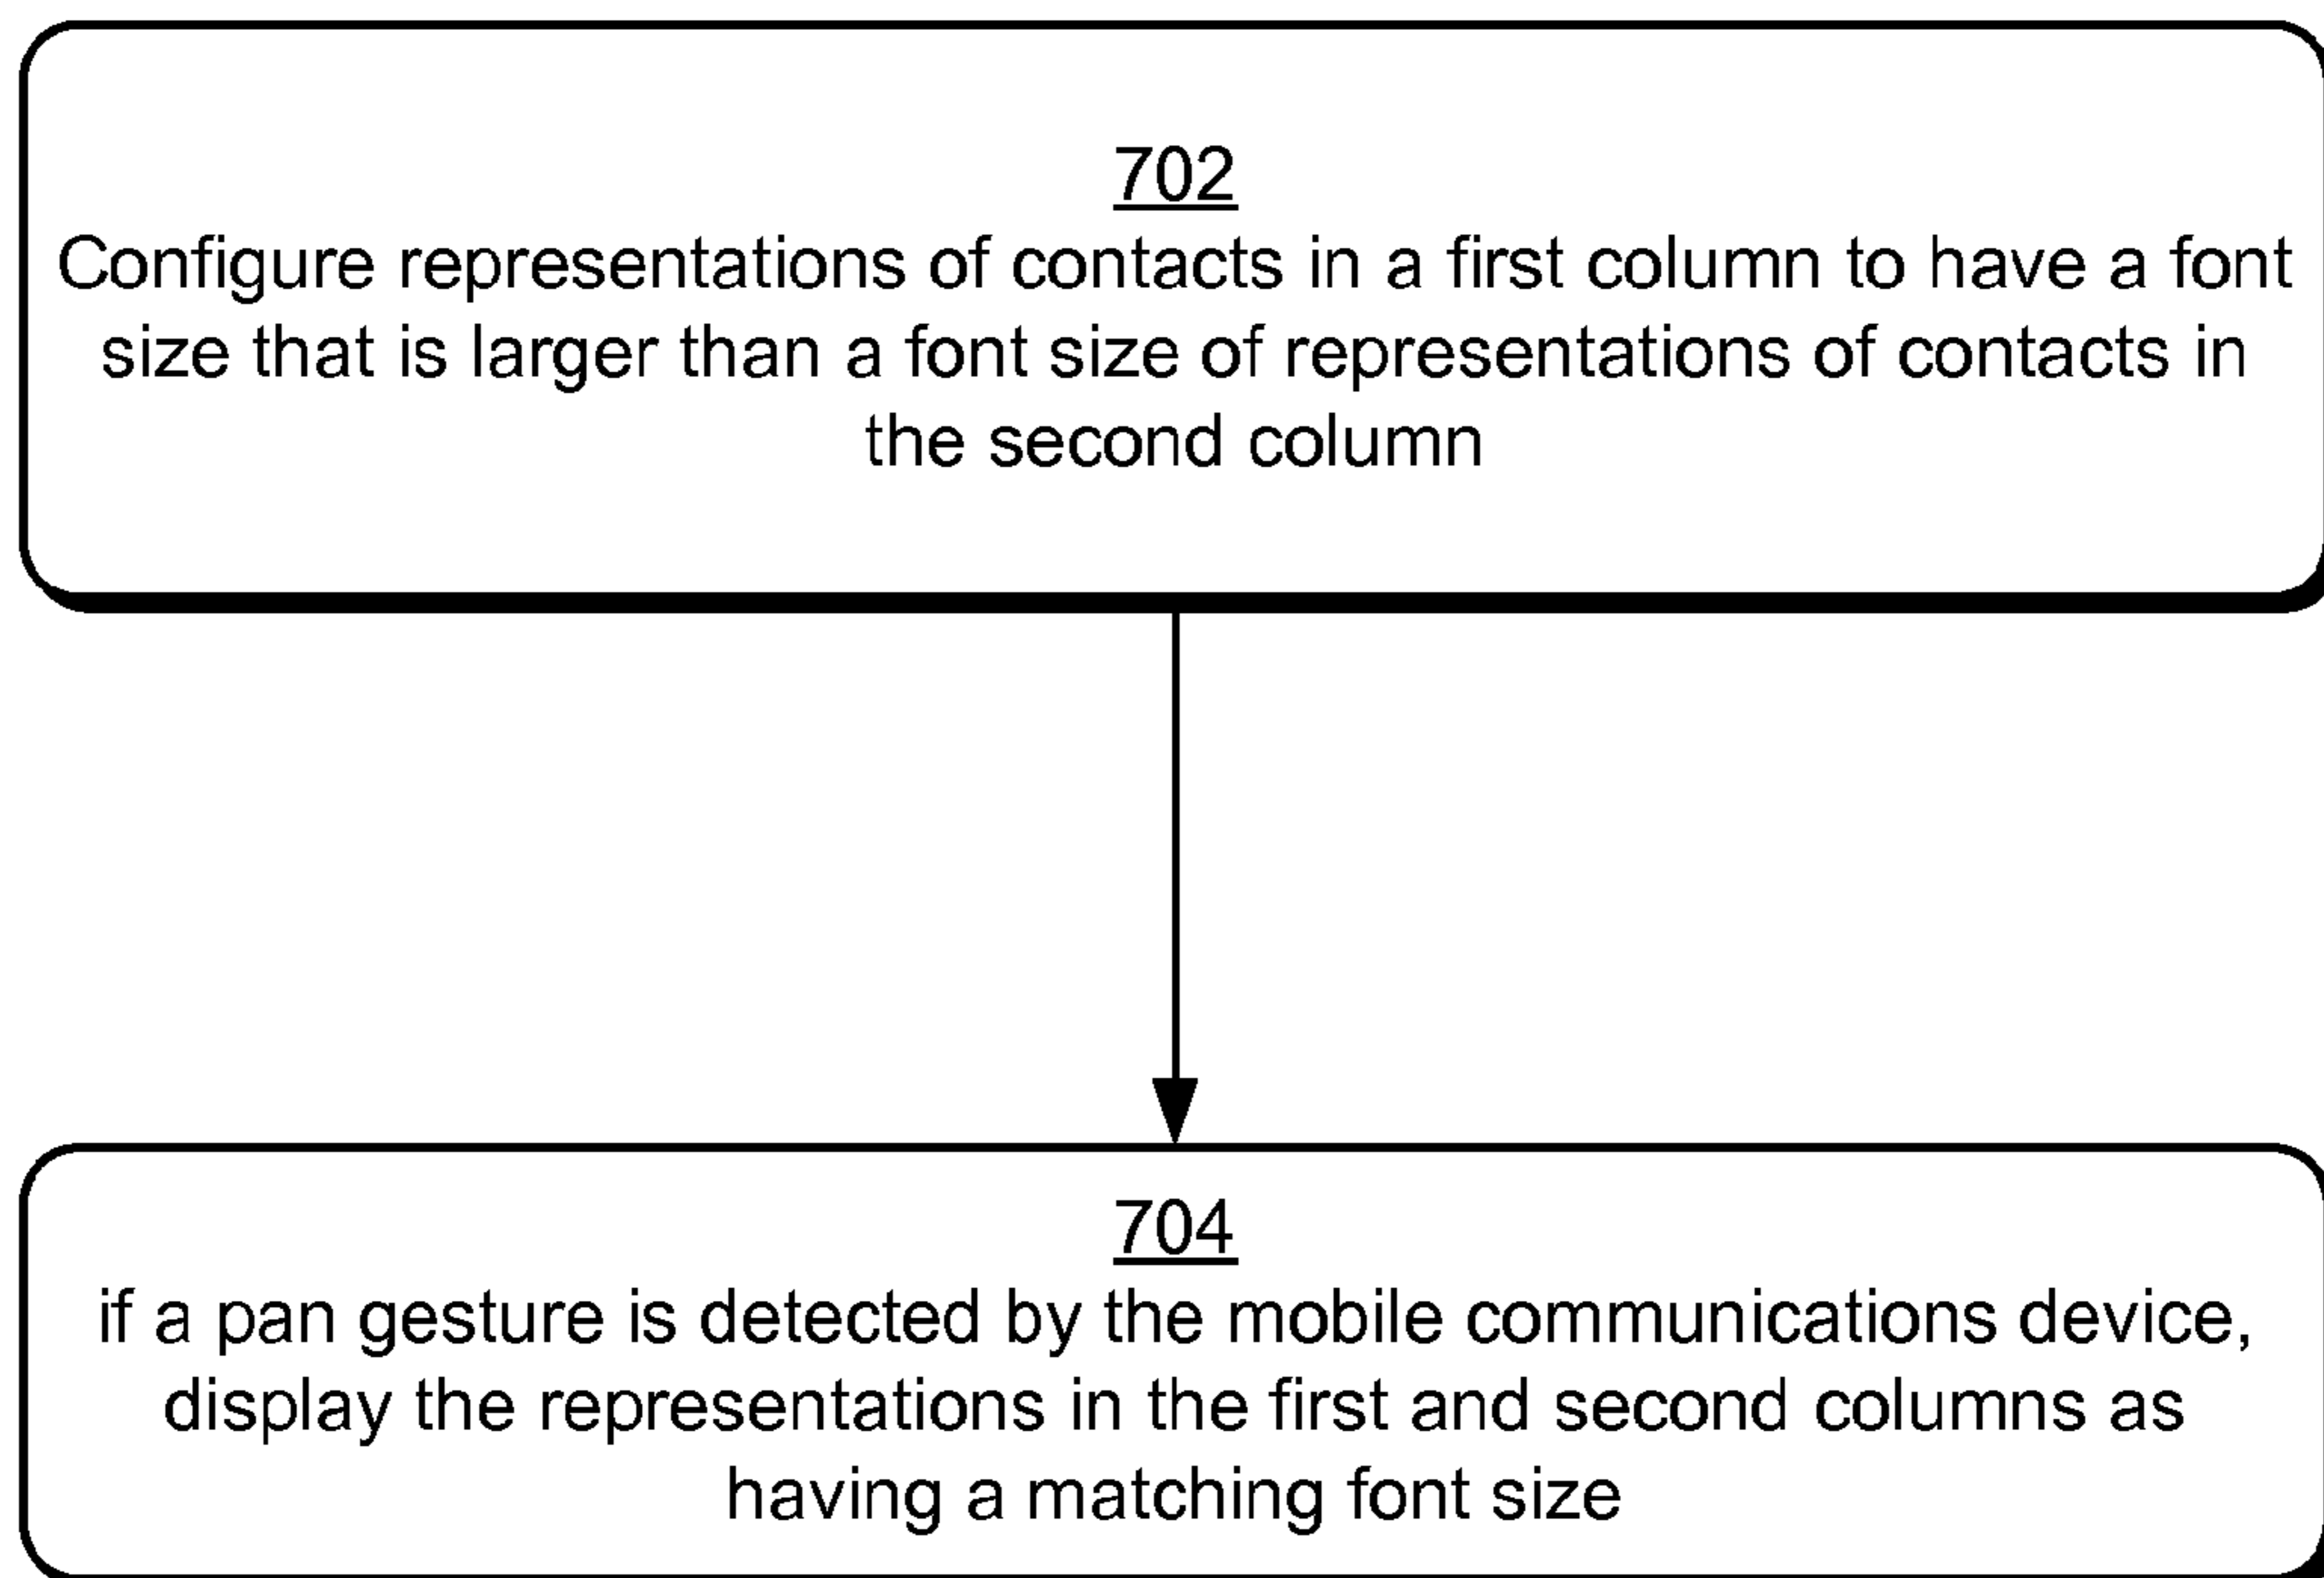 702
Configure representations of contacts in a first column to have a font
size that is larger than a font size of representations of contacts in
the second column
704
if a pan gesture is detected by the mobile communications device,
display the representations in the first and second columns as
having a matching font size